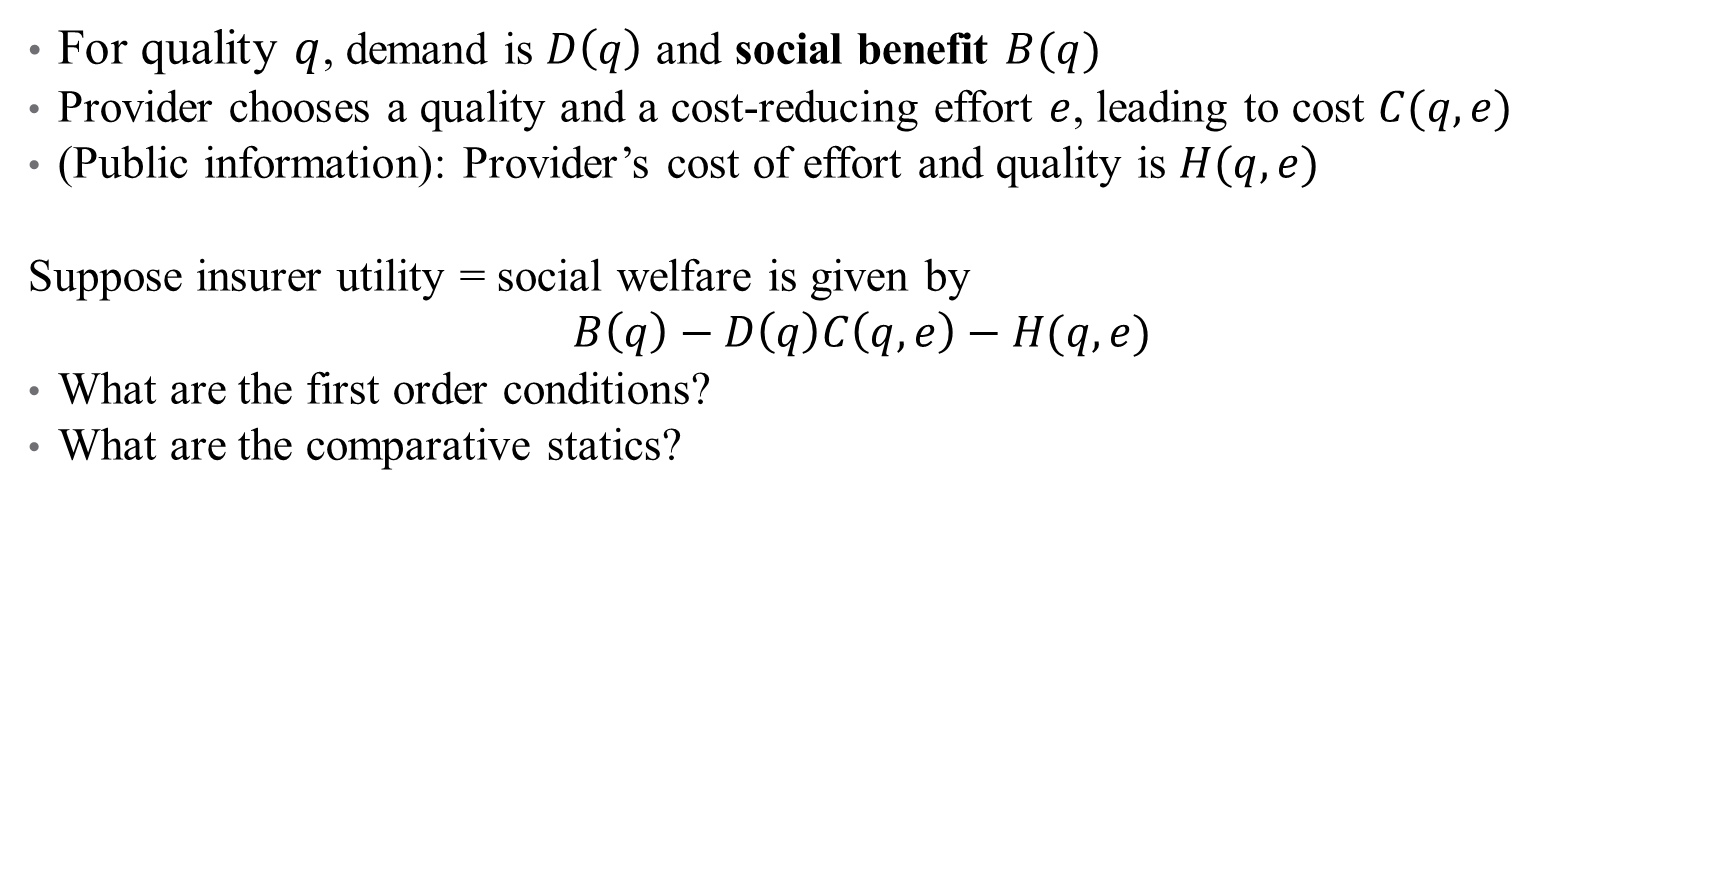 • For quality q, demand is D(q) and social benefit B(q)
• Provider chooses a quality and a cost-reducing effort e, leading to cost C(q, e)
• (Public information): Provider’s cost of effort and quality is H(q, e)
Suppose insurer utility = social welfare is given by
B(q) − D(q)C(q, e) − H(q, e)
• What are the first order conditions?
• What are the comparative statics?